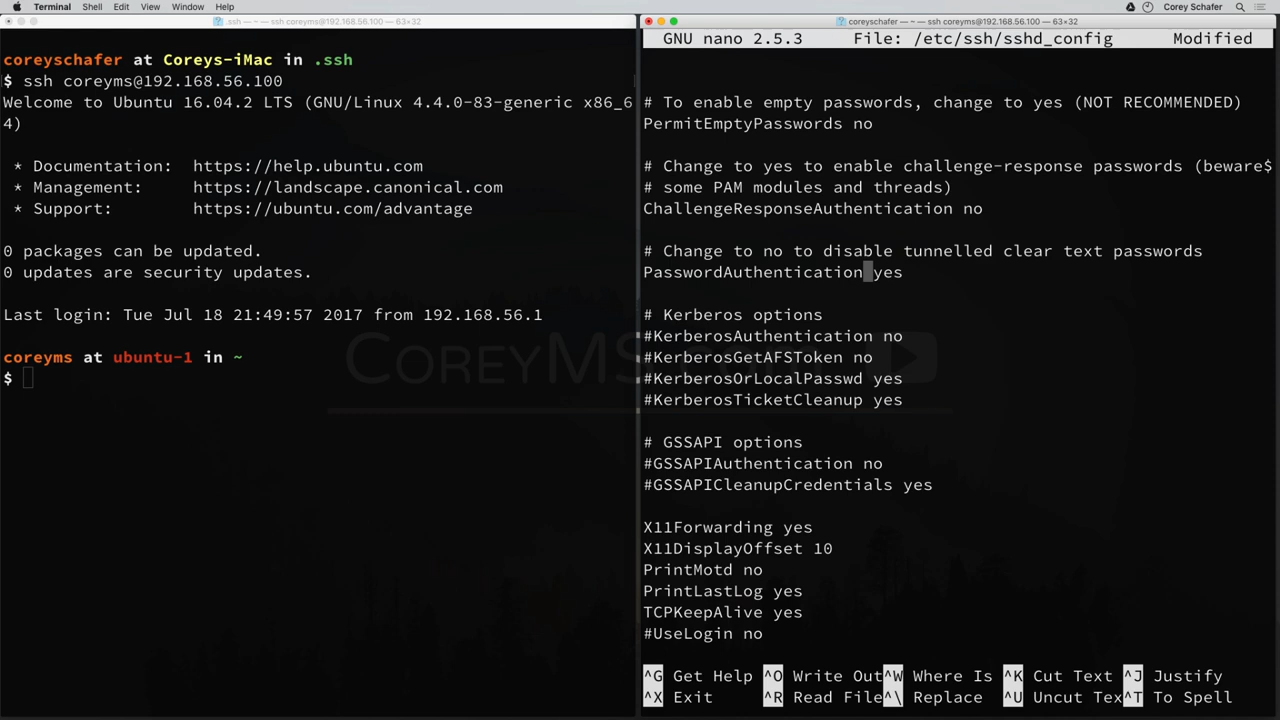 Terminal Shell Edit View Window Help Corey Schafer
.ssh — ~ — ssh coreyms@192.168.56.100 — 63×32
coreyschafer at Coreys-iMac in .ssh
$ ssh coreyms@192.168.56.100
Welcome to Ubuntu 16.04.2 LTS (GNU/Linux 4.4.0-83-generic x86_6
4)
* Documentation: https://help.ubuntu.com
* Management: https://landscape.canonical.com
* Support: https://ubuntu.com/advantage
0 packages can be updated.
0 updates are security updates.
Last login: Tue Jul 18 21:49:57 2017 from 192.168.56.1
coreyms at ubuntu-1 in ~
$
coreyschafer — ~ — ssh coreyms@192.168.56.100 — 63×32
GNU nano 2.5.3 File: /etc/ssh/sshd_config Modified
# To enable empty passwords, change to yes (NOT RECOMMENDED)
PermitEmptyPasswords no
# Change to yes to enable challenge-response passwords (beware$
# some PAM modules and threads)
ChallengeResponseAuthentication no
# Change to no to disable tunnelled clear text passwords
PasswordAuthentication yes
# Kerberos options
#KerberosAuthentication no
#KerberosGetAFSToken no
#KerberosOrLocalPasswd yes
#KerberosTicketCleanup yes
# GSSAPI options
#GSSAPIAuthentication no
#GSSAPICleanupCredentials yes
X11Forwarding yes
X11DisplayOffset 10
PrintMotd no
PrintLastLog yes
TCPKeepAlive yes
#UseLogin no
^G Get Help ^O Write Out^W Where Is ^K Cut Text ^J Justify
^X Exit ^R Read File^\ Replace ^U Uncut Tex^T To Spell